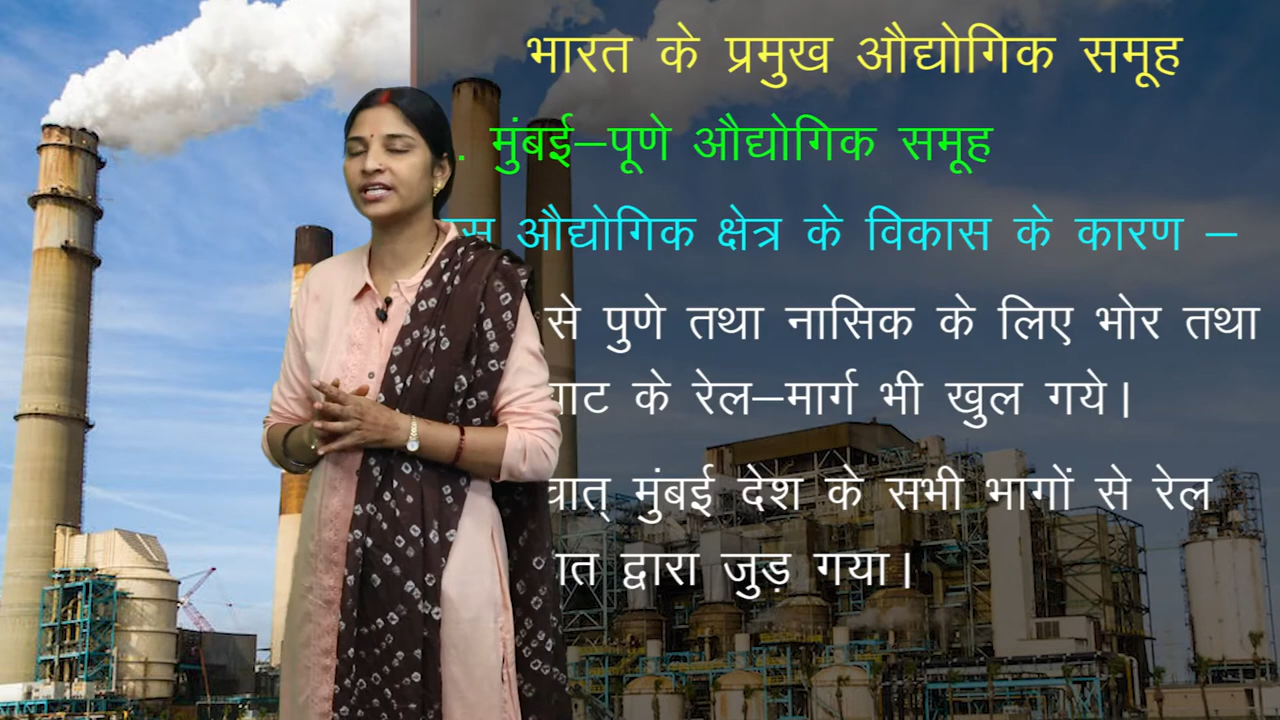 भारत के प्रमुख औद्योगिक समूह
मुंबई–पूणे औद्योगिक समूह
औद्योगिक क्षेत्र के विकास के कारण –
से पुणे तथा नासिक के लिए भोर तथा
के रेल–मार्ग भी खुल गये।
मुंबई देश के सभी भागों से रेल
द्वारा जुड़ गया।